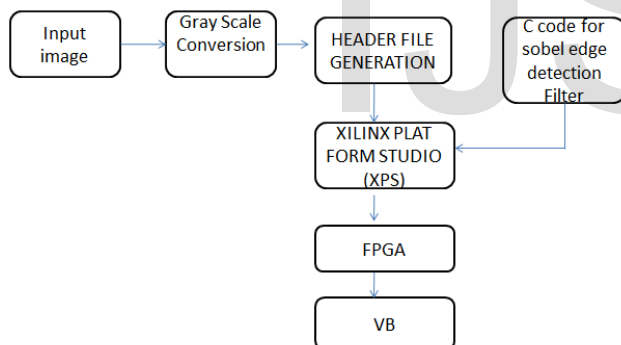 Input
image
Gray Scale
Conversion
HEADER FILE
GENERATION
C code for
sobel edge
detection
Filter
XILINX PLAT
FORM STUDIO
(XPS)
FPGA
VB